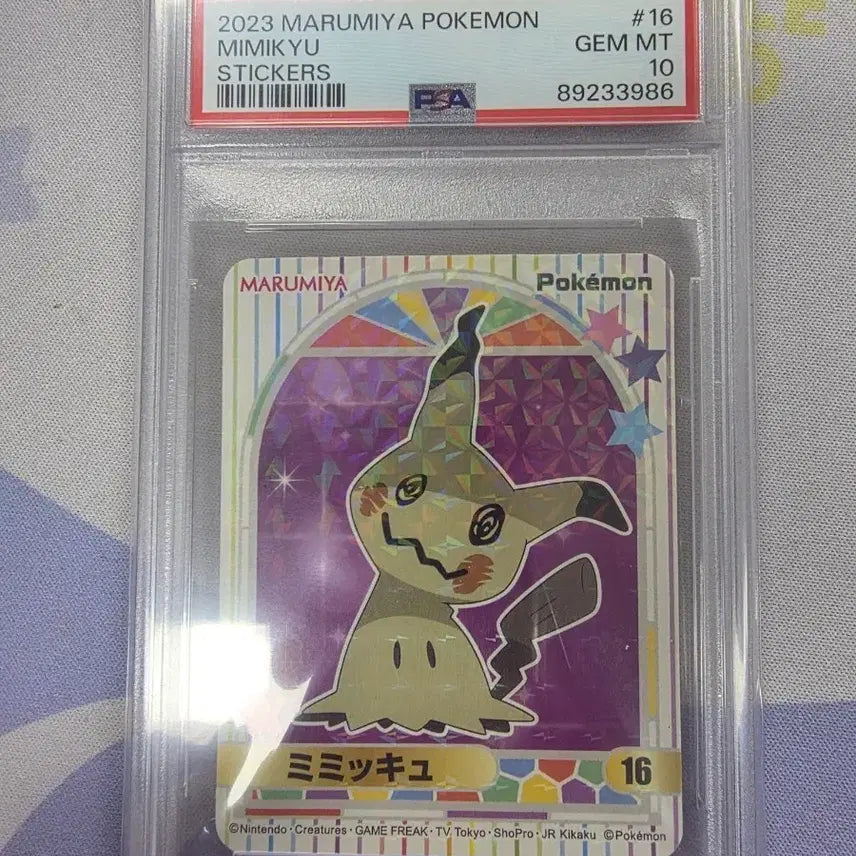 2023 MARUMIYA POKEMON #16
MIMIKYU GEM MT
STICKERS 10
PSA 89233986
MARUMIYA Pokémon
ミミッキュ 16
©Nintendo・Creatures・GAME FREAK・TV Tokyo・ShoPro・JR Kikaku ©Pokémon